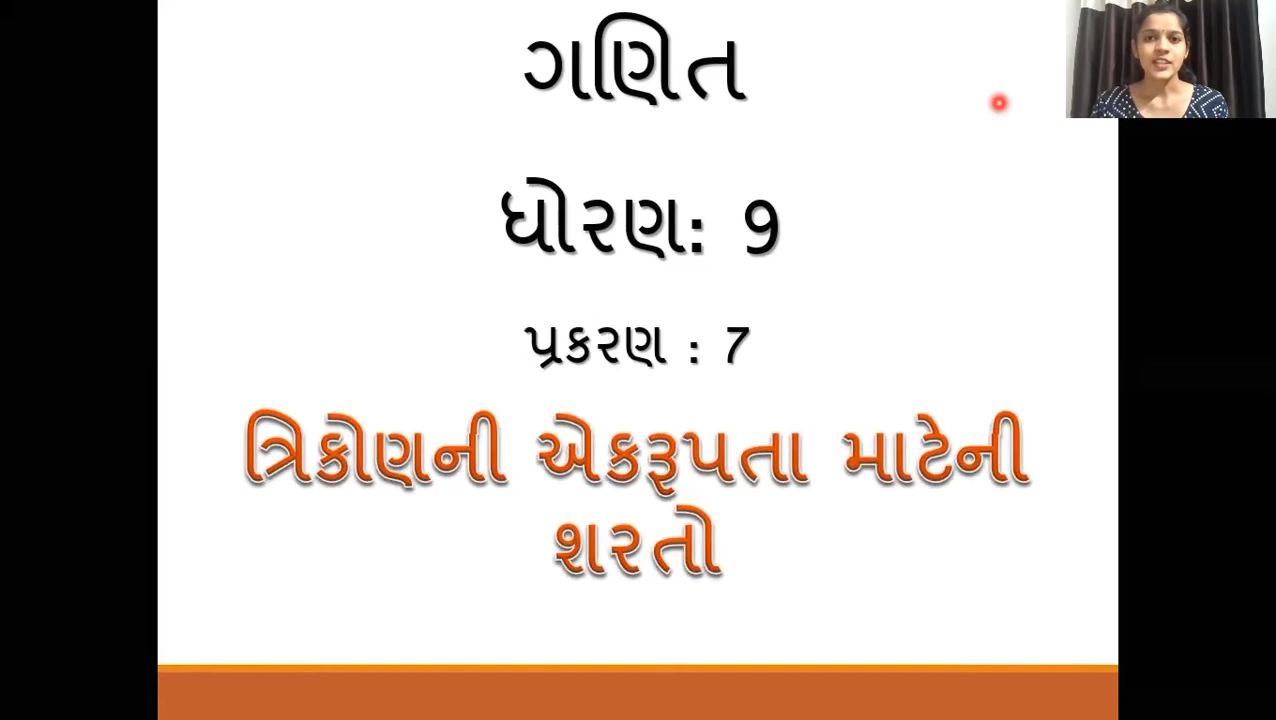 ગણિત
ધોરણ: 9
પ્રકરણ : 7
ત્રિકોણની એકરૂપતા માટેની
શરતો